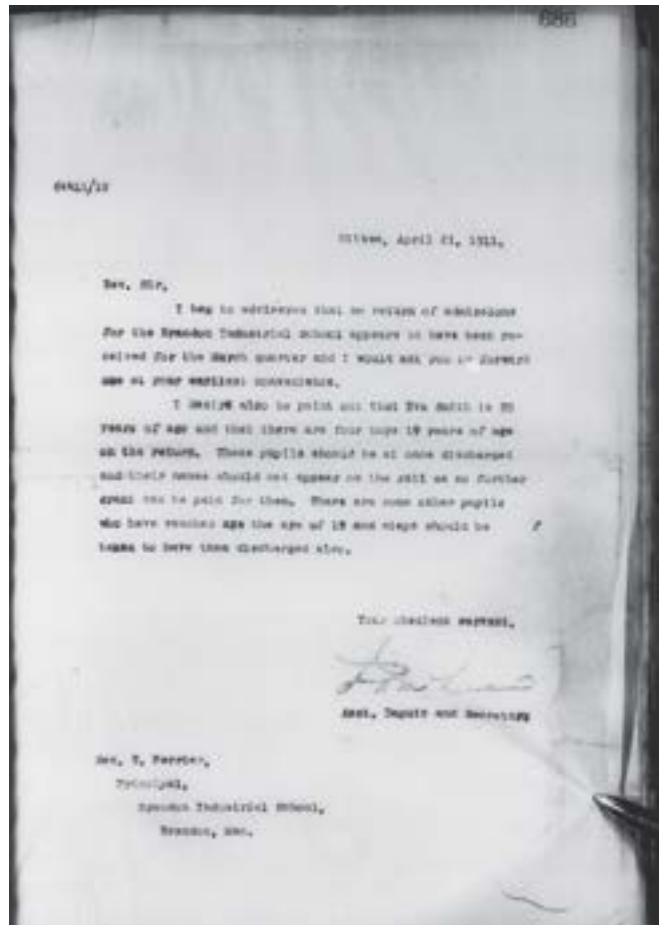 886
Ottawa, April 21, 1911.
Rev. Sir,
I beg to that no return of admissions
for the Brandon Industrial School appears to have been re-
ceived for the March quarter and I would ask you to forward
at your earliest convenience.
I desire also to point out that Eva Smith is 20
years of age and that there are four boys 19 years of age
on the return. These pupils should be at once discharged
and their names should not appear on the roll as no further
grant can be paid for them. There are some other pupils
who have reached the age of 18 and steps should be
taken to have them discharged also.
Your obedient servant,
Asst. Deputy and Secretary
Rev. T. Ferrier,
Principal,
Brandon Industrial School,
Brandon, Man.